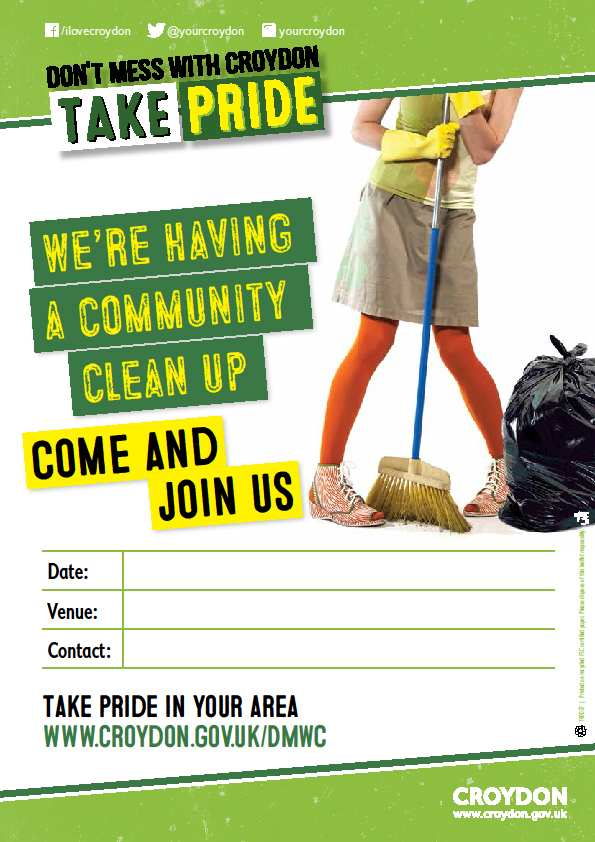 /ilovecroydon @yourcroydon yourcroydon
DON'T MESS WITH CROYDON
TAKE PRIDE
WE'RE HAVING
A COMMUNITY
CLEAN UP
COME AND
JOIN US
Date:
Venue:
Contact:
TAKE PRIDE IN YOUR AREA
WWW.CROYDON.GOV.UK/DMWC
CROYDON
www.croydon.gov.uk